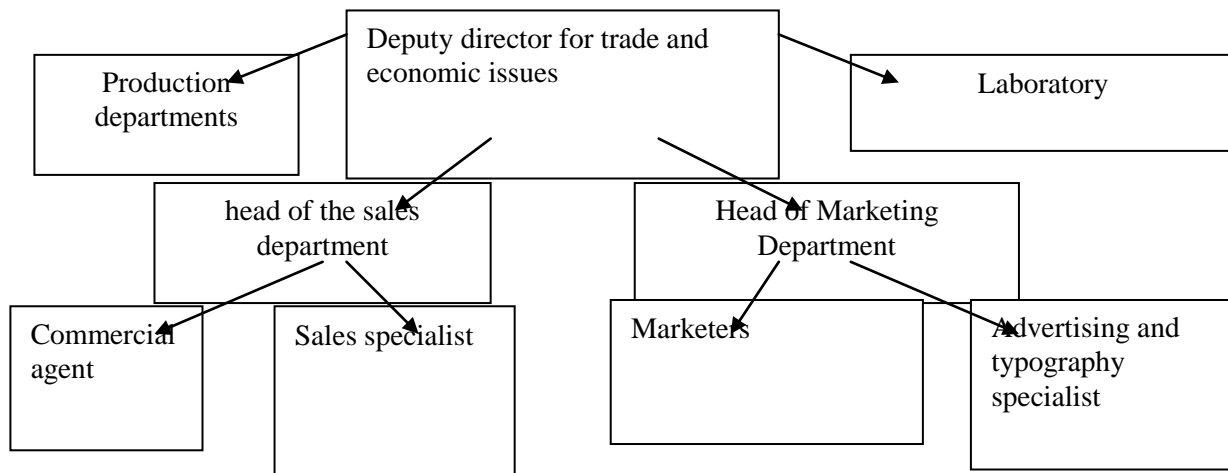 Deputy director for trade and
economic issues
Production
departments
Laboratory
head of the sales
department
Head of Marketing
Department
Commercial
agent
Sales specialist
Marketers
Advertising and
typography
specialist